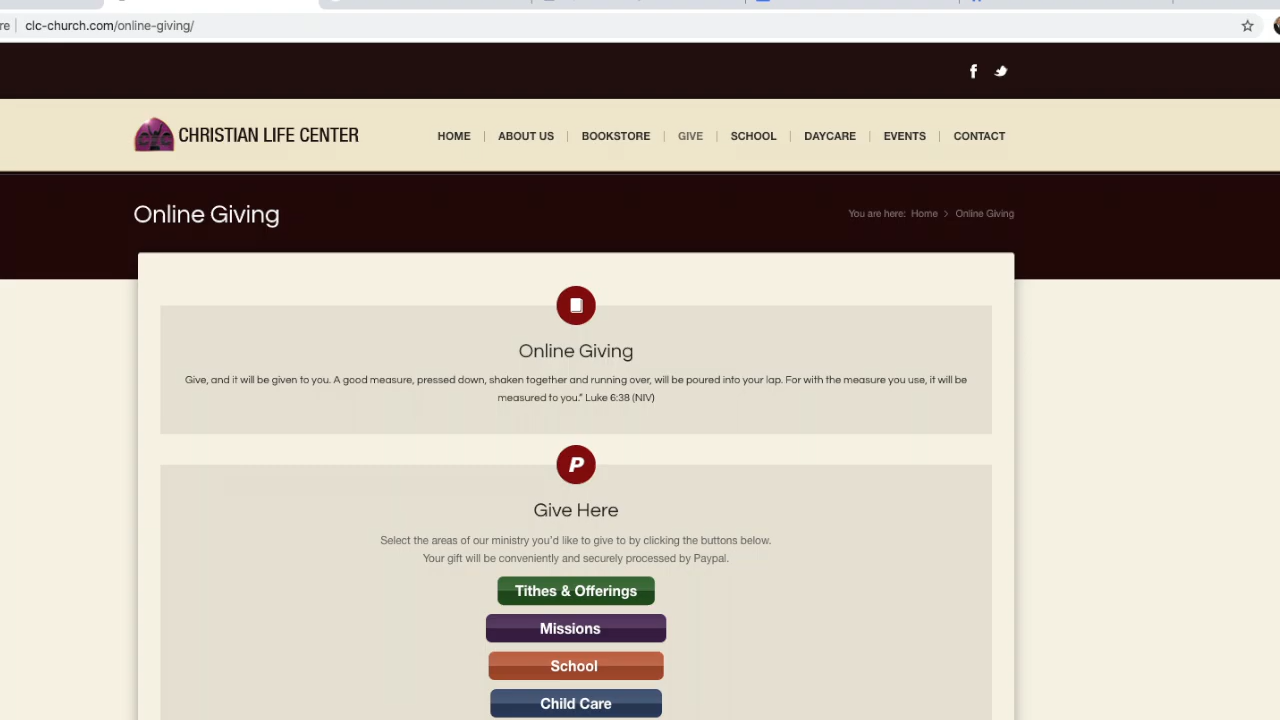 re clc-church.com/online-giving/
CHRISTIAN LIFE CENTER
HOME ABOUT US BOOKSTORE GIVE SCHOOL DAYCARE EVENTS CONTACT
Online Giving
You are here: Home > Online Giving
Online Giving
Give, and it will be given to you. A good measure, pressed down, shaken together and running over, will be poured into your lap. For with the measure you use, it will be
measured to you.” Luke 6:38 (NIV)
Give Here
Select the areas of our ministry you’d like to give to by clicking the buttons below.
Your gift will be conveniently and securely processed by Paypal.
Tithes & Offerings
Missions
School
Child Care